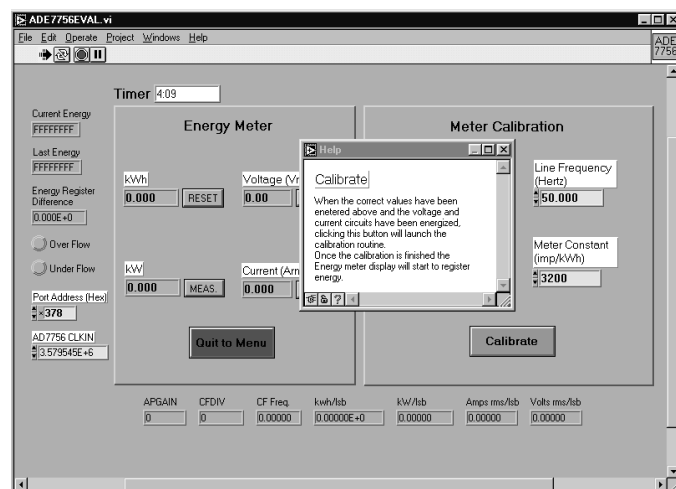 ADE7756EVAL.vi
File Edit Operate Project Windows Help
ADE
7756
Timer 4:09
Current Energy
FFFFFFFF
Last Energy
FFFFFFFF
Energy Register
Difference
0.000E+0
Over Flow
Under Flow
Port Address (Hex)
×378
AD7756 CLKIN
3.579545E+6
Energy Meter
kWh
0.000 RESET
Voltage (Vr
0.00
kW
0.000 MEAS.
Current (Arn
0.000
Quit to Menu
Help
Calibrate
When the correct values have been
enetered above and the voltage and
current circuits have been energized,
clicking this button will launch the
calibration routine.
Once the calibration is finished the
Energy meter display will start to register
energy.
?
Meter Calibration
Line Frequency
(Hertz)
50.000
Meter Constant
(imp/kWh)
3200
Calibrate
APGAIN CFDIV CF Freq. kwh/lsb kW/lsb Amps rms/lsb Volts rms/lsb
0 0 0.00000 0.00000E+0 0.00000 0.00000 0.00000